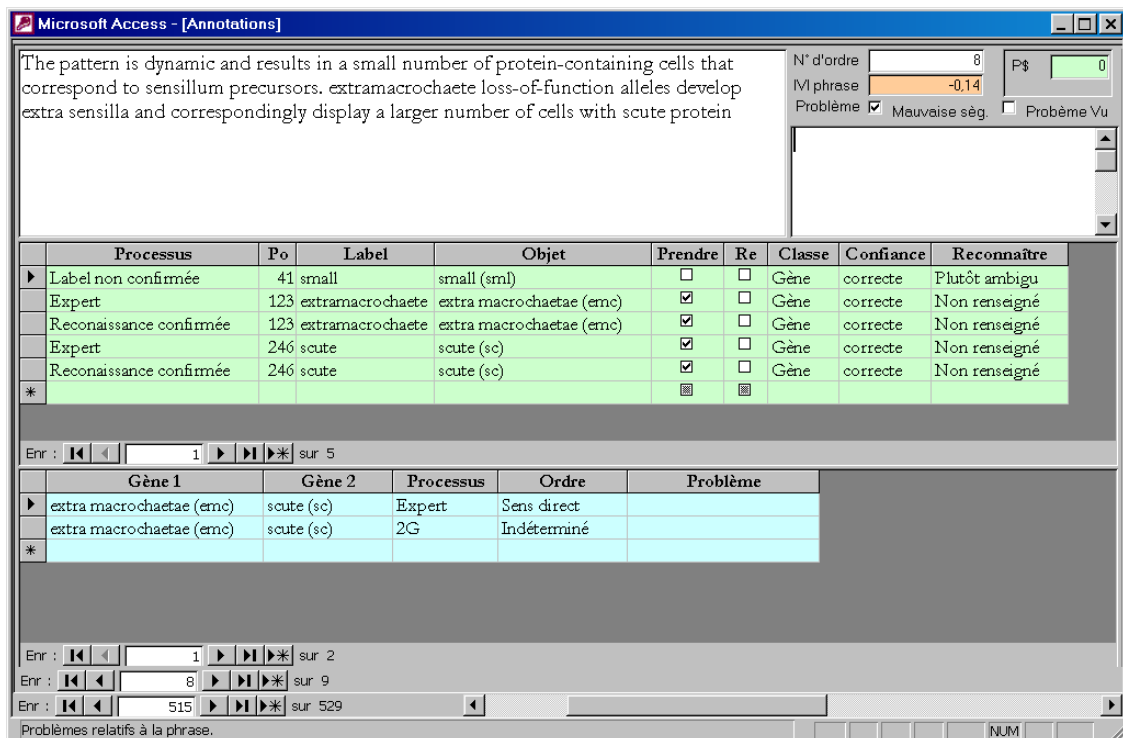 Microsoft Access - [Annotations]
The pattern is dynamic and results in a small number of protein-containing cells that
correspond to sensillum precursors. extramacrochaete loss-of-function alleles develop
extra sensilla and correspondingly display a larger number of cells with scute protein
N° d'ordre 8 P$ 0
IVI phrase -0,14
Problème Mauvaise sèg. Probème Vu
Processus Po Label Objet Prendre Re Classe Confiance Reconnaître
Label non confirmée 41 small small (sml) Gène correcte Plutôt ambigu
Expert 123 extramacrochaete extra macrochaetae (emc) Gène correcte Non renseigné
Reconaissance confirmée 123 extramacrochaete extra macrochaetae (emc) Gène correcte Non renseigné
Expert 246 scute scute (sc) Gène correcte Non renseigné
Reconaissance confirmée 246 scute scute (sc) Gène correcte Non renseigné
Enr : 1 sur 5
Gène 1 Gène 2 Processus Ordre Problème
extra macrochaetae (emc) scute (sc) Expert Sens direct
extra macrochaetae (emc) scute (sc) 2G Indéterminé
Enr : 1 sur 2
Enr : 8 sur 9
Enr : 515 sur 529
Problèmes relatifs à la phrase. NUM